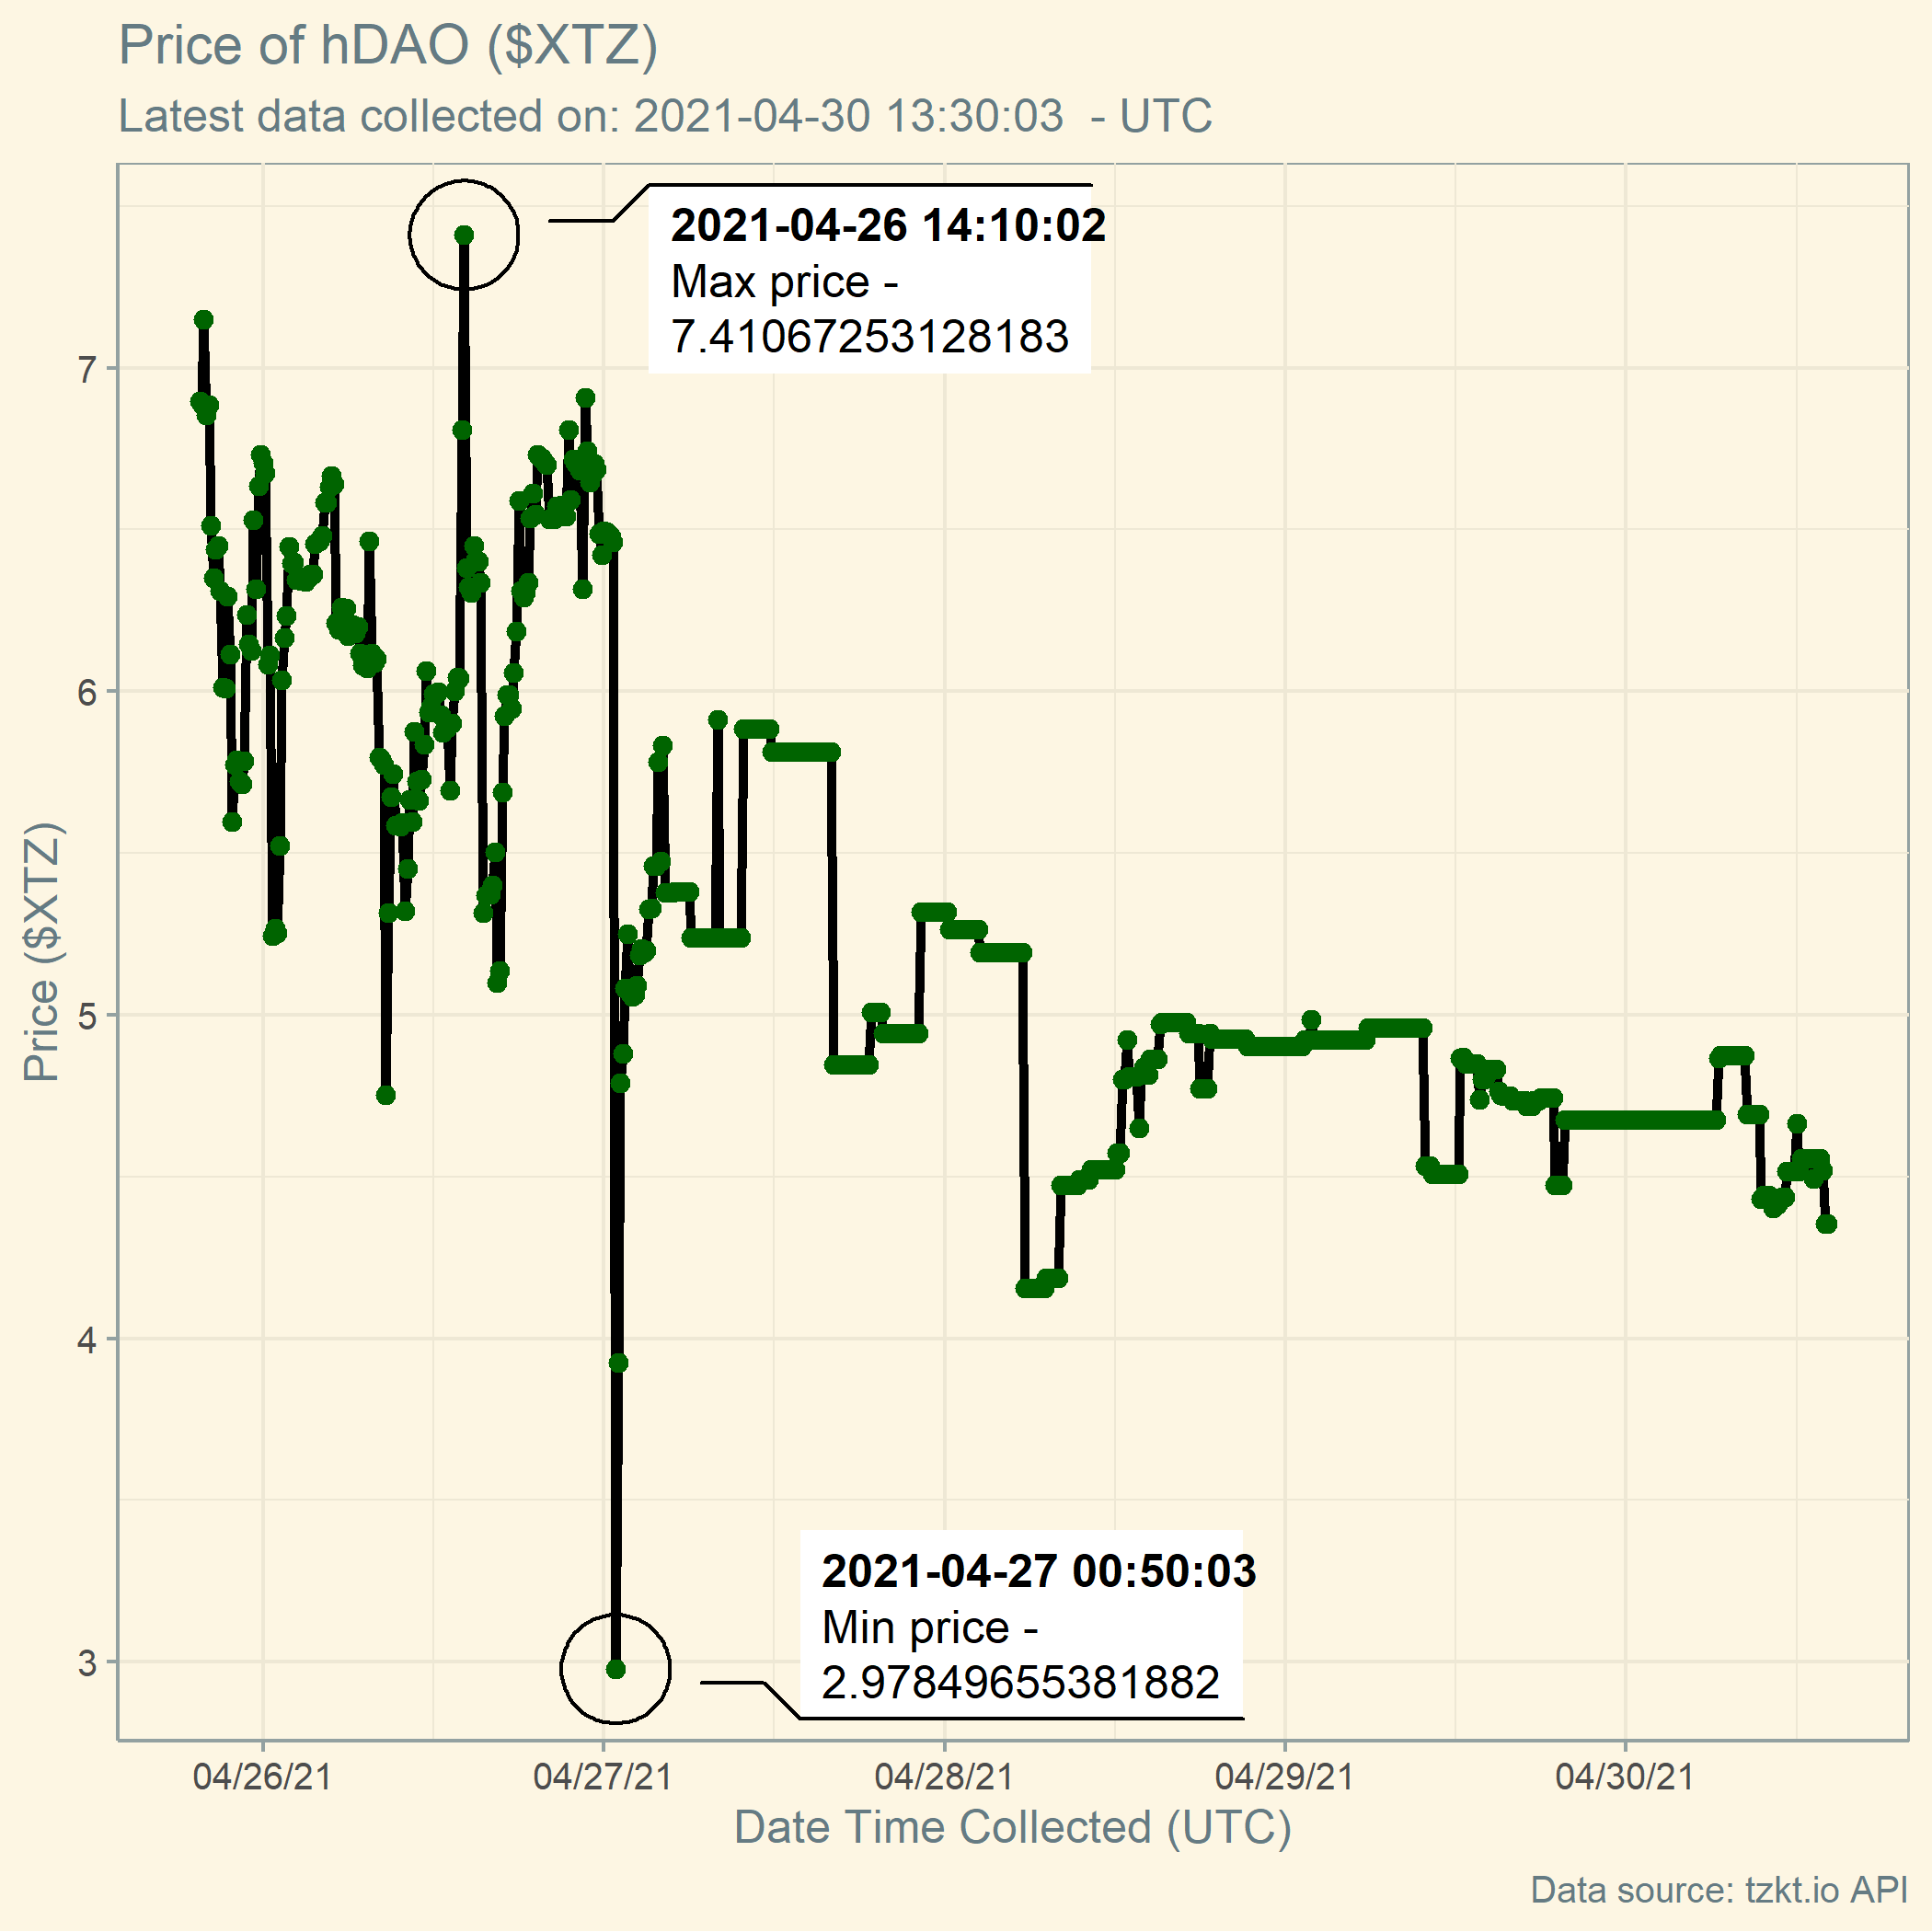 Price of hDAO ($XTZ)
Latest data collected on: 2021-04-30 13:30:03  - UTC
2021-04-26 14:10:02
Max price -
7.41067253128183
7
6
5
4
3
Price ($XTZ)
2021-04-27 00:50:03
Min price -
2.97849655381882
04/26/21
04/27/21
04/28/21
04/29/21
04/30/21
Date Time Collected (UTC)
Data source: tzkt.io API